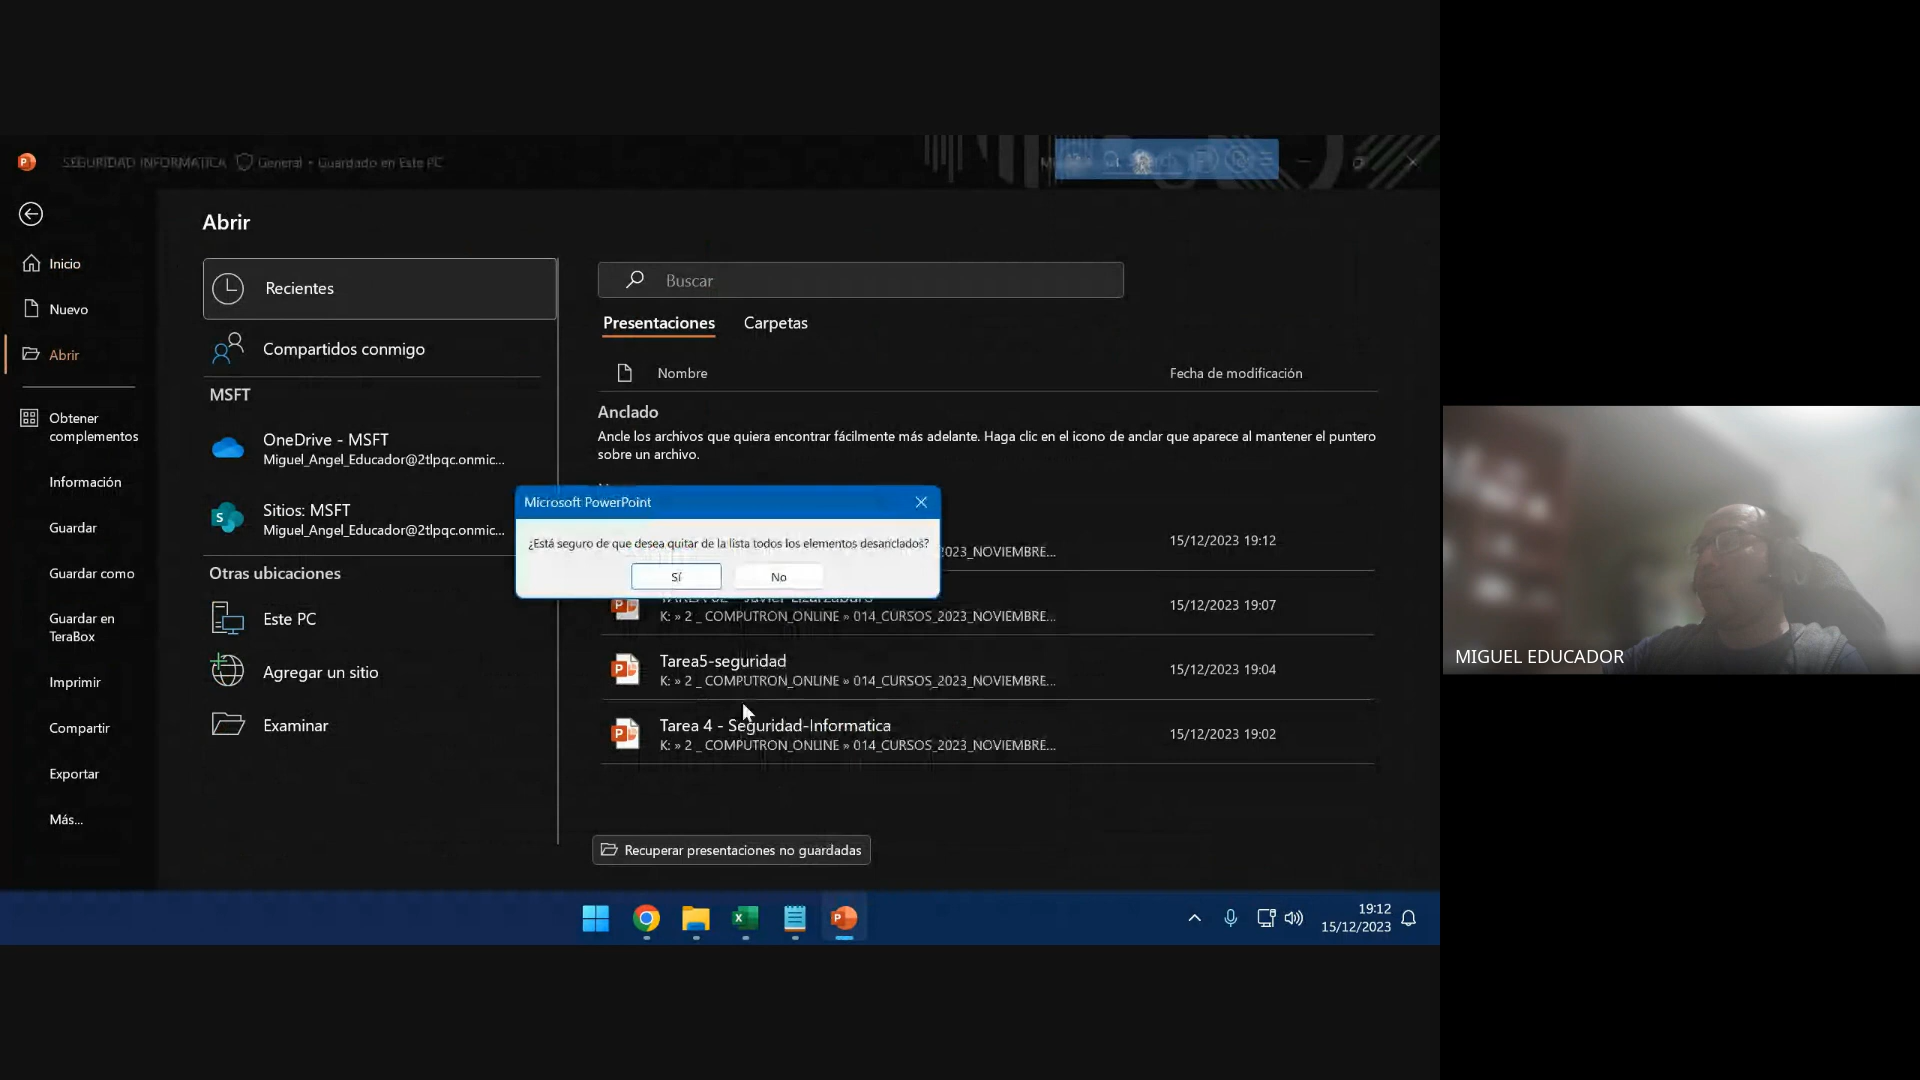 SEGURIDAD INFORMATICA General • Guardado en Este PC
Abrir
Inicio
Nuevo
Abrir
Obtener
complementos
Información
Guardar
Guardar como
Guardar en
TeraBox
Imprimir
Compartir
Exportar
Más...
Recientes
Compartidos conmigo
MSFT
OneDrive - MSFT
Miguel_Angel_Educador@2tlpqc.onmic...
Sitios: MSFT
Miguel_Angel_Educador@2tlpqc.onmic...
Otras ubicaciones
Este PC
Agregar un sitio
Examinar
Buscar
Presentaciones Carpetas
Nombre Fecha de modificación
Anclado
Ancle los archivos que quiera encontrar fácilmente más adelante. Haga clic en el icono de anclar que aparece al mantener el puntero
sobre un archivo.
Microsoft PowerPoint
¿Está seguro de que desea quitar de la lista todos los elementos desanclados?
Sí No
15/12/2023 19:12
023_NOVIEMBRE...
15/12/2023 19:07
K: » 2 _ COMPUTRON_ONLINE » 014_CURSOS_2023_NOVIEMBRE...
Tarea5-seguridad
15/12/2023 19:04
K: » 2 _ COMPUTRON_ONLINE » 014_CURSOS_2023_NOVIEMBRE...
Tarea 4 - Seguridad-Informatica
15/12/2023 19:02
K: » 2 _ COMPUTRON_ONLINE » 014_CURSOS_2023_NOVIEMBRE...
Recuperar presentaciones no guardadas
19:12
15/12/2023
MIGUEL EDUCADOR